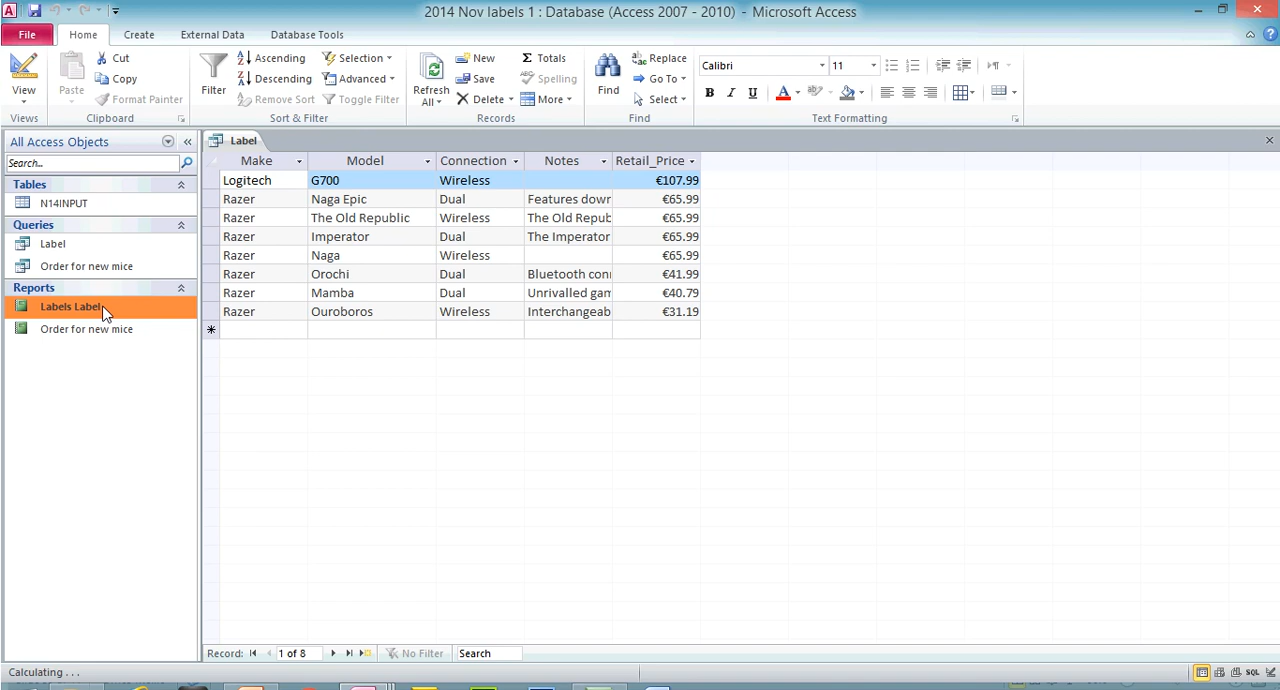 2014 Nov labels 1 : Database (Access 2007 - 2010) - Microsoft Access
File Home Create External Data Database Tools
View Paste Cut Copy Format Painter
Filter Ascending Descending Remove Sort Selection Advanced Toggle Filter
Refresh All New Save Delete Totals Spelling More
Find Replace Go To Select
Calibri 11
B I U A
Views Clipboard Sort & Filter Records Find Text Formatting
All Access Objects
Search...
Tables
N14INPUT
Queries
Label
Order for new mice
Reports
Labels Label
Order for new mice
Label
Make Model Connection Notes Retail_Price
Logitech G700 Wireless €107.99
Razer Naga Epic Dual Features down €65.99
Razer The Old Republic Wireless The Old Repub €65.99
Razer Imperator Dual The Imperator €65.99
Razer Naga Wireless €65.99
Razer Orochi Dual Bluetooth con €41.99
Razer Mamba Dual Unrivalled gam €40.79
Razer Ouroboros Wireless Interchangeab €31.19
Record: 1 of 8 No Filter Search
Calculating . . . SQL